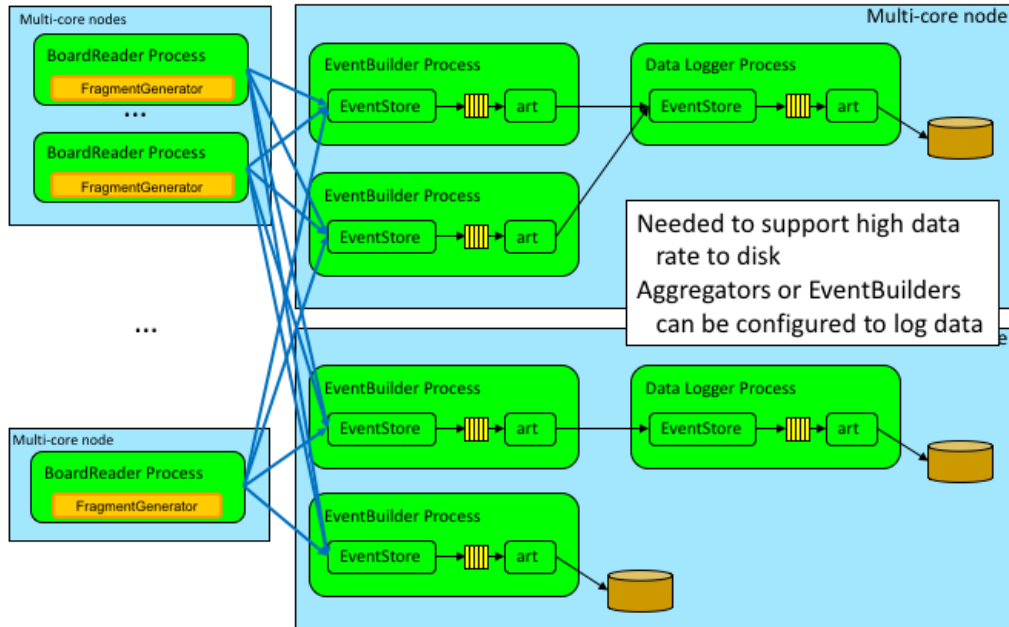 Multi-core nodes
BoardReader Process
FragmentGenerator
...
BoardReader Process
FragmentGenerator
...
Multi-core node
BoardReader Process
FragmentGenerator
Multi-core node
EventBuilder Process
EventStore
art
Data Logger Process
EventStore
art
EventBuilder Process
EventStore
art
Needed to support high data
rate to disk
Aggregators or EventBuilders
can be configured to log data
e
EventBuilder Process
EventStore
art
Data Logger Process
EventStore
art
EventBuilder Process
EventStore
art